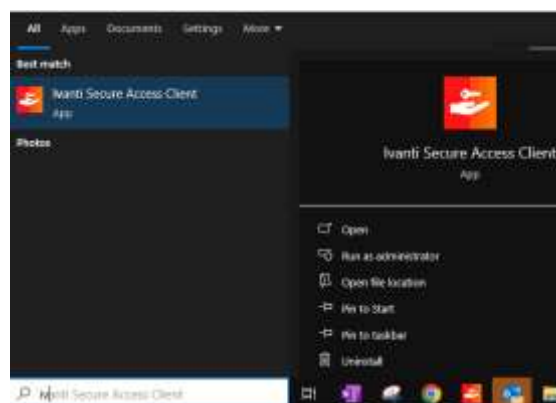 All Apps Documents Settings More
Best match
Ivanti Secure Access Client
App
Photos
Ivanti Secure Access Client
App
Open
Run as administrator
Open file location
Pin to Start
Pin to taskbar
Uninstall
Ivanti Secure Access Client